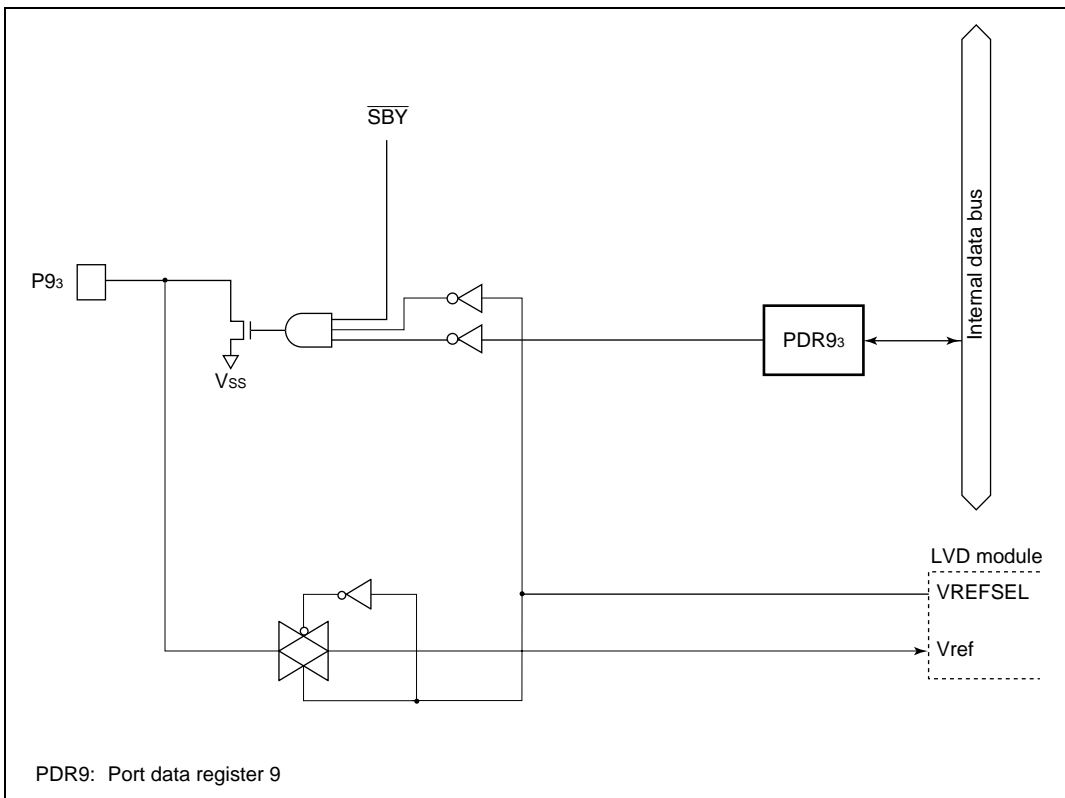 SBY
P93
VSS
PDR93
Internal data bus
LVD module
VREFSEL
Vref
PDR9: Port data register 9